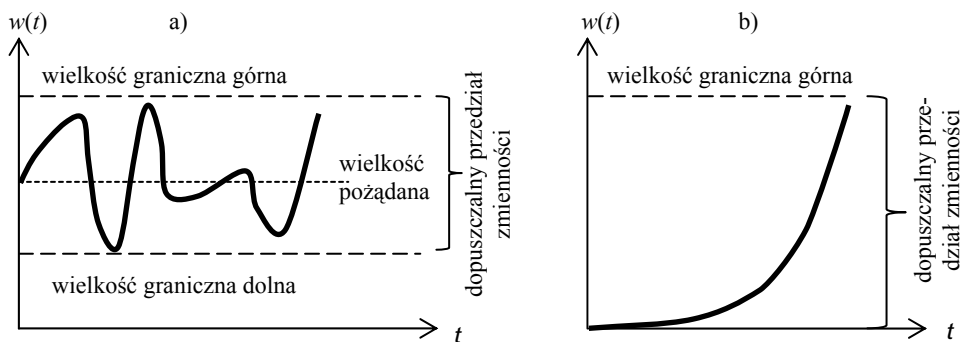 w(t)
a)
wielkość graniczna górna
wielkość
pożądana
dopuszczalny przedział
zmienności
wielkość graniczna dolna
t
w(t)
b)
wielkość graniczna górna
dopuszczalny prze-
dział zmienności
t